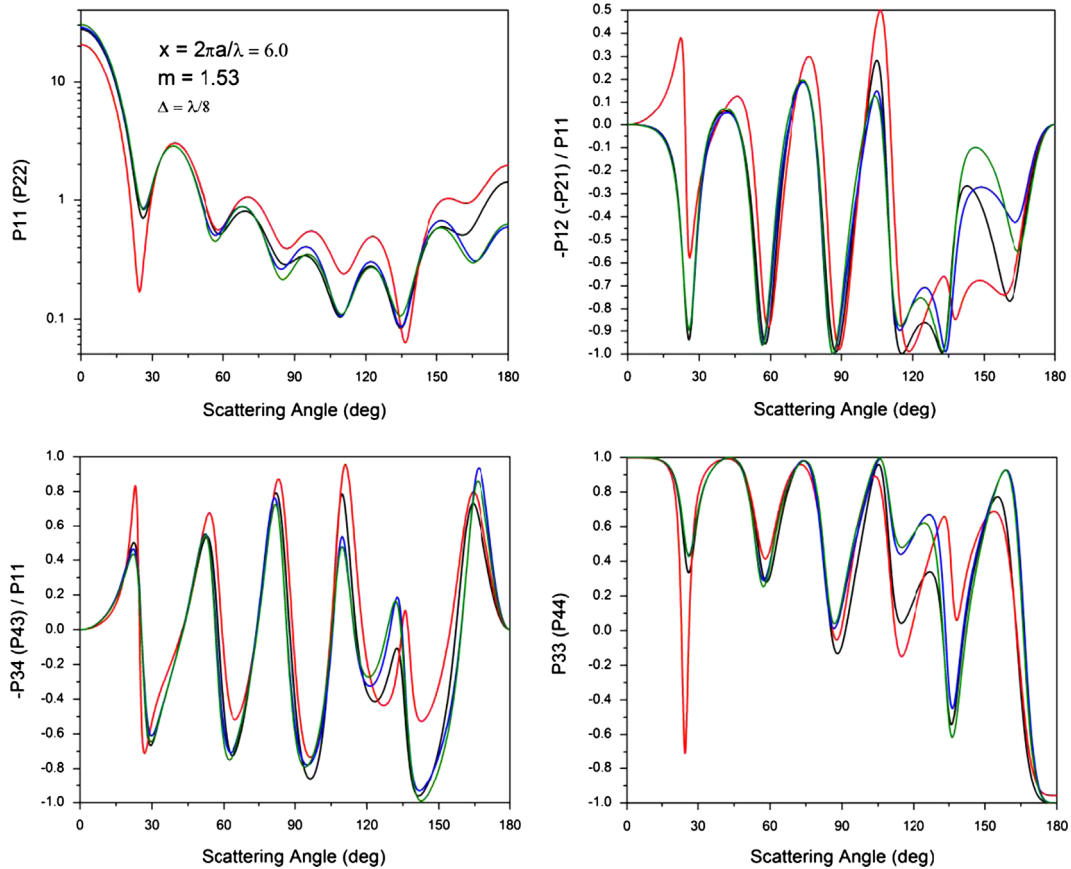 x = 2πa/λ = 6.0
m = 1.53
Δ = λ/8
P11 (P22)
10
1
0.1
0 30 60 90 120 150 180
Scattering Angle (deg)
-P12 (-P21) / P11
0.5
0.4
0.3
0.2
0.1
0.0
-0.1
-0.2
-0.3
-0.4
-0.5
-0.6
-0.7
-0.8
-0.9
-1.0
0 30 60 90 120 150 180
Scattering Angle (deg)
-P34 (P43) / P11
1.0
0.8
0.6
0.4
0.2
0.0
-0.2
-0.4
-0.6
-0.8
-1.0
0 30 60 90 120 150 180
Scattering Angle (deg)
P33 (P44)
1.0
0.8
0.6
0.4
0.2
0.0
-0.2
-0.4
-0.6
-0.8
-1.0
0 30 60 90 120 150 180
Scattering Angle (deg)